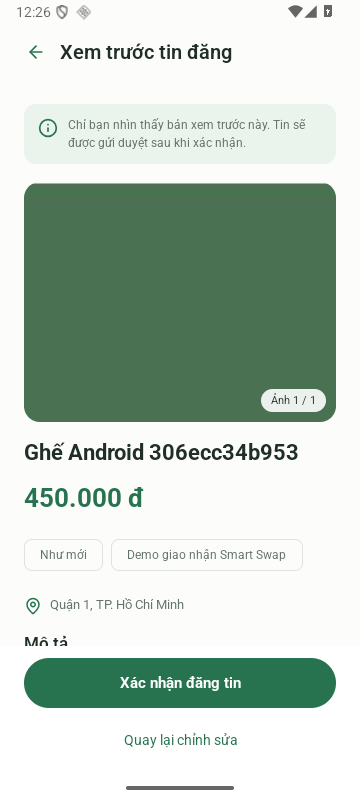 12:26
Xem trước tin đăng
Chỉ bạn nhìn thấy bản xem trước này. Tin sẽ
được gửi duyệt sau khi xác nhận.
Ảnh 1 / 1
Ghế Android 306ecc34b953
450.000 đ
Như mới
Demo giao nhận Smart Swap
Quận 1, TP. Hồ Chí Minh
Mô tả
Xác nhận đăng tin
Quay lại chỉnh sửa